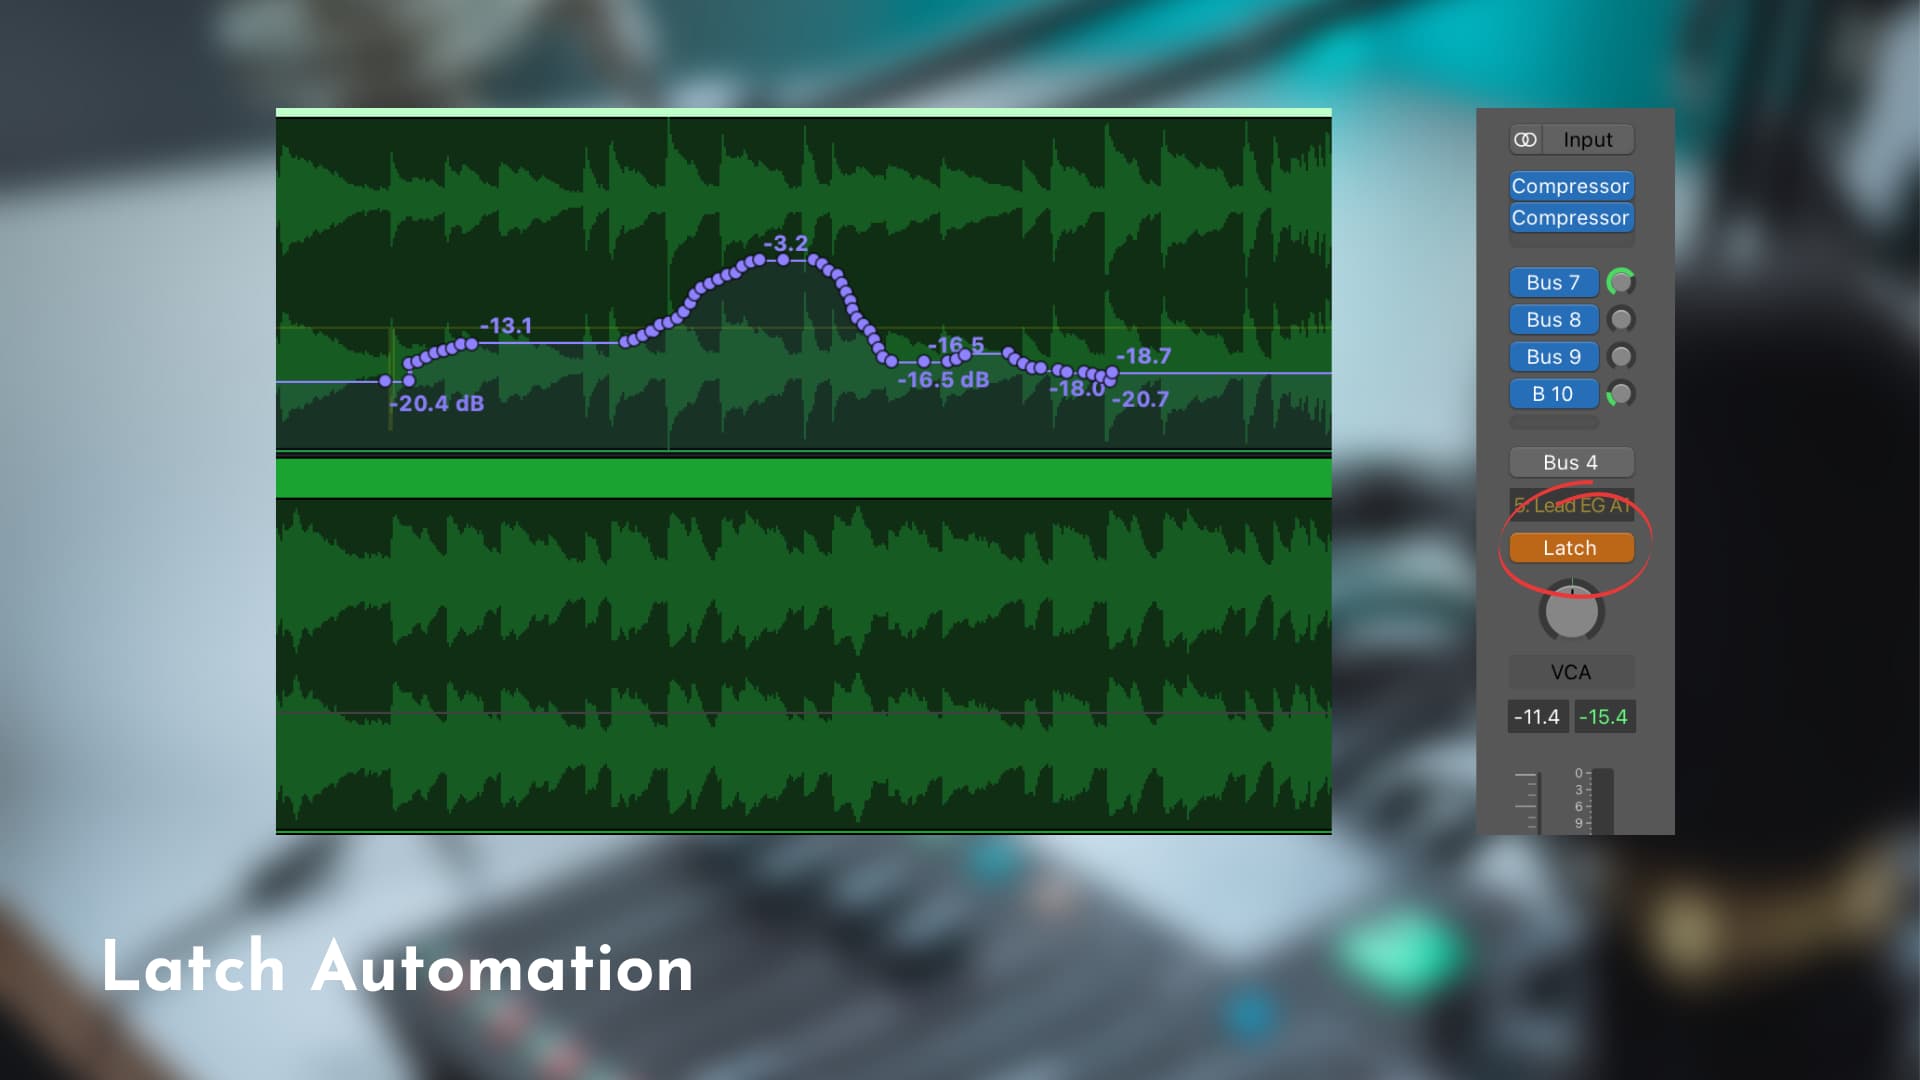 -3.2
-13.1
-16.5
-18.7
-16.5 dB
-18.0
-20.4 dB
-20.7
Input
Compressor
Compressor
Bus 7
Bus 8
Bus 9
B 10
Bus 4
5: Lead EG A1
Latch
VCA
-11.4 -15.4
0
3
6
9
Latch Automation